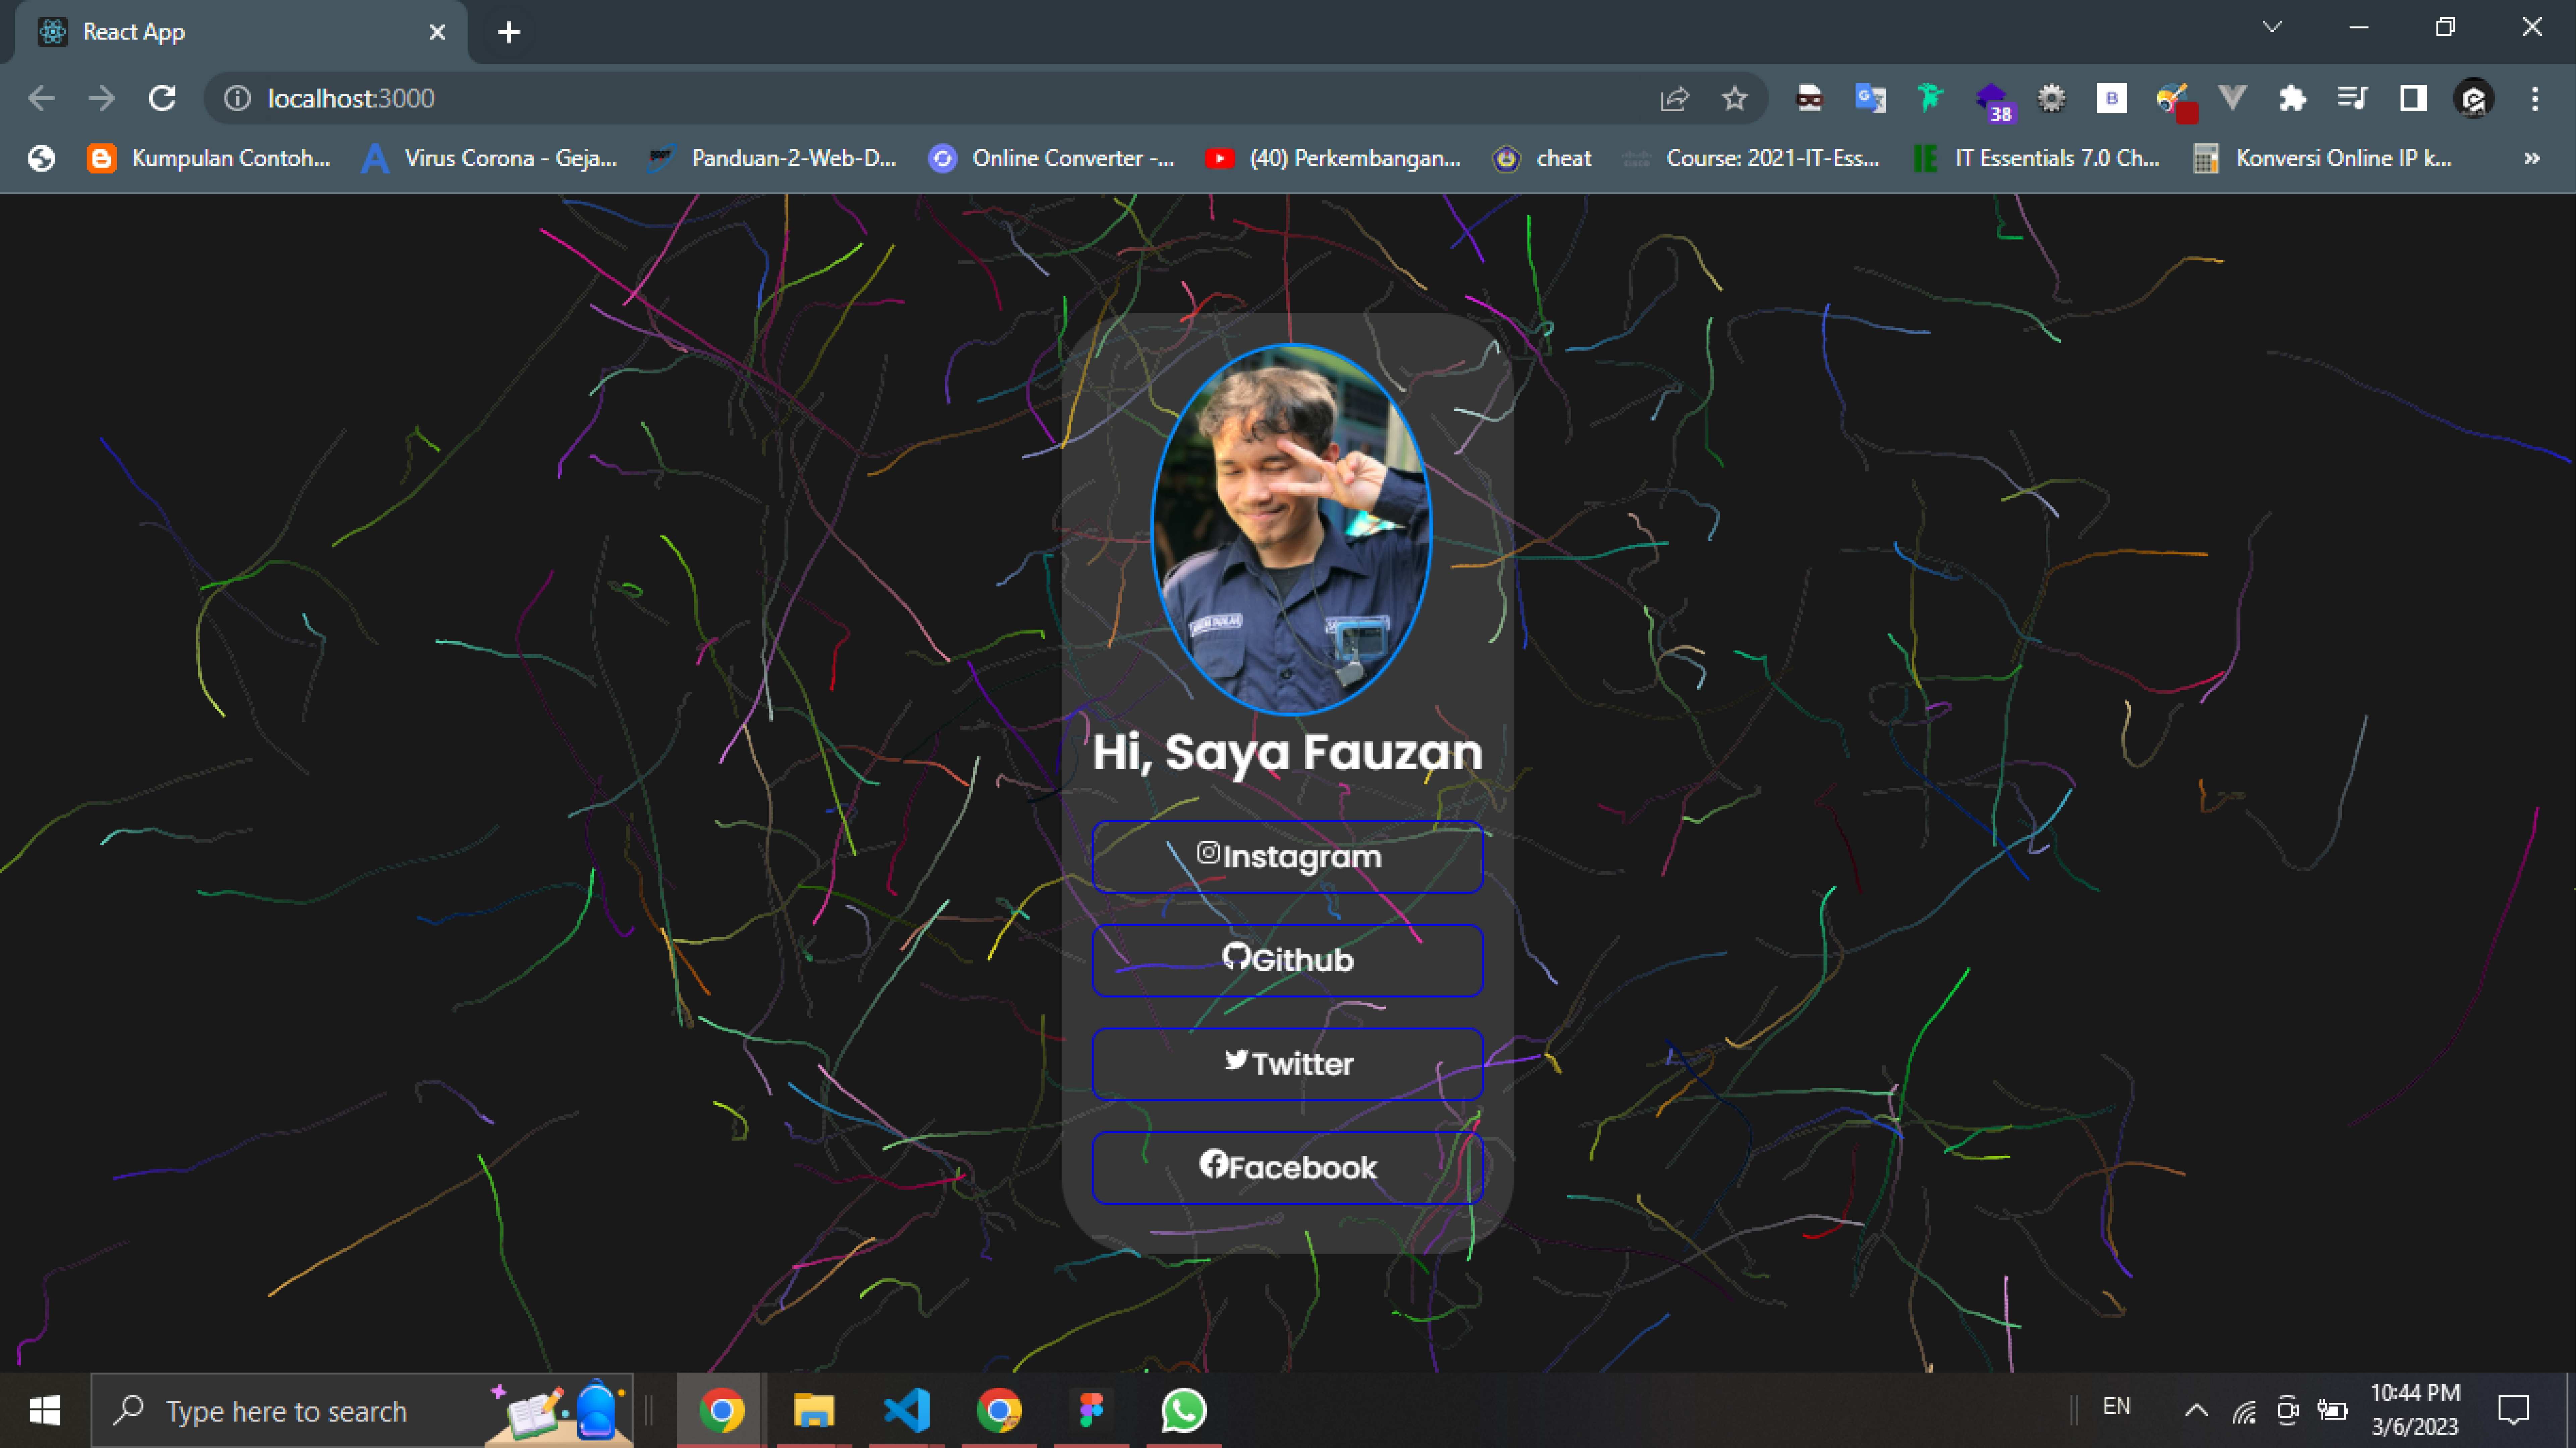 React App
localhost:3000
38
B
Kumpulan Contoh...
Virus Corona - Geja...
Panduan-2-Web-D...
Online Converter -...
(40) Perkembangan...
cheat
Course: 2021-IT-Ess...
IT Essentials 7.0 Ch...
Konversi Online IP k...
»
Hi, Saya Fauzan
Instagram
Github
Twitter
Facebook
Type here to search
EN
10:44 PM
3/6/2023